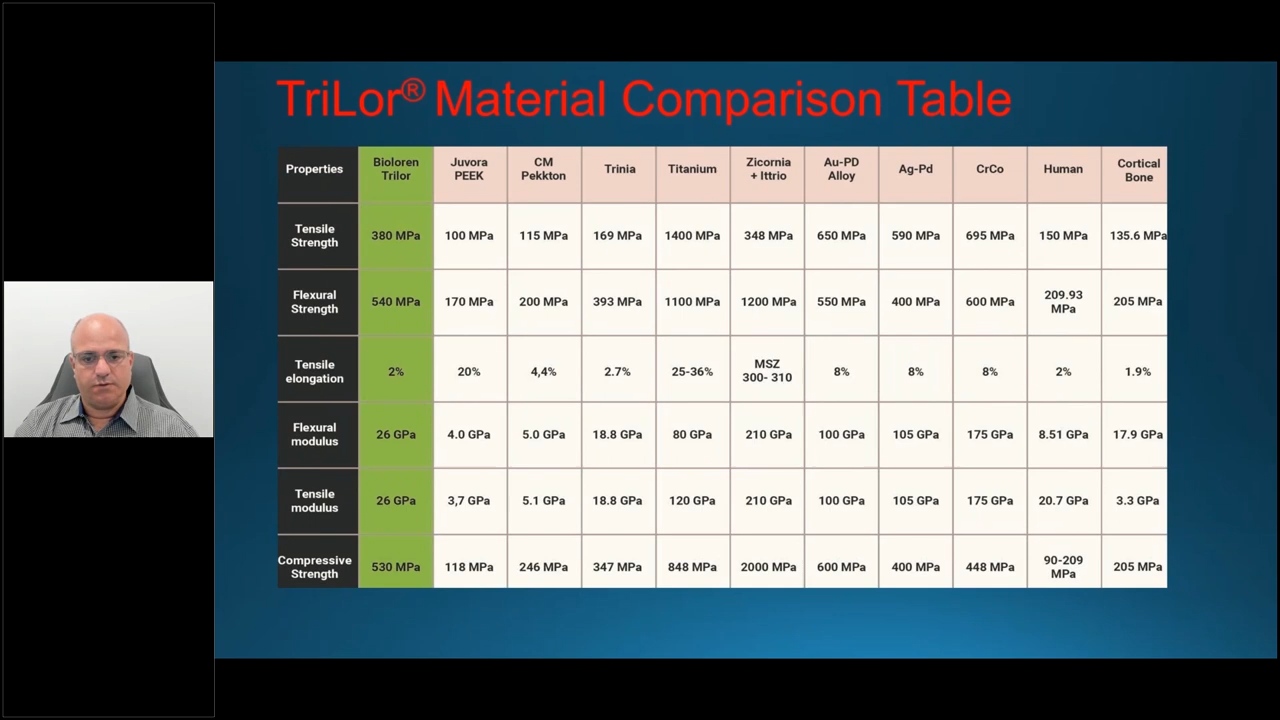 TriLor® Material Comparison Table
Properties
Bioloren
Trilor
Juvora
PEEK
CM
Pekkton
Trinia
Titanium
Zicornia
+ Ittrio
Au-PD
Alloy
Ag-Pd
CrCo
Human
Cortical
Bone
Tensile
Strength
380 MPa
100 MPa
115 MPa
169 MPa
1400 MPa
348 MPa
650 MPa
590 MPa
695 MPa
150 MPa
135.6 MPa
Flexural
Strength
540 MPa
170 MPa
200 MPa
393 MPa
1100 MPa
1200 MPa
550 MPa
400 MPa
600 MPa
209.93
MPa
205 MPa
Tensile
elongation
2%
20%
4,4%
2.7%
25-36%
MSZ
300- 310
8%
8%
8%
2%
1.9%
Flexural
modulus
26 GPa
4.0 GPa
5.0 GPa
18.8 GPa
80 GPa
210 GPa
100 GPa
105 GPa
175 GPa
8.51 GPa
17.9 GPa
Tensile
modulus
26 GPa
3,7 GPa
5.1 GPa
18.8 GPa
120 GPa
210 GPa
100 GPa
105 GPa
175 GPa
20.7 GPa
3.3 GPa
Compressive
Strength
530 MPa
118 MPa
246 MPa
347 MPa
848 MPa
2000 MPa
600 MPa
400 MPa
448 MPa
90-209
MPa
205 MPa